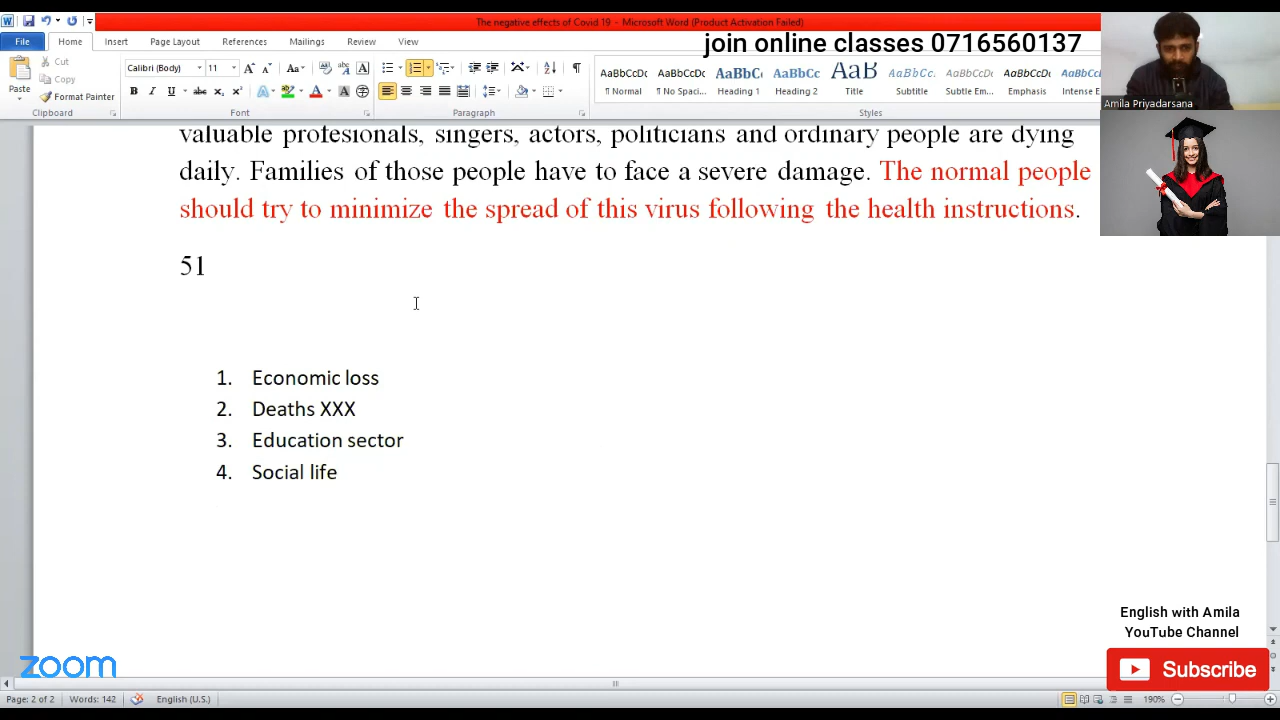 The negative effects of Covid 19 - Microsoft Word (Product Activation Failed)
File Home Insert Page Layout References Mailings Review View
join online classes 0716560137
Cut
Copy
Format Painter
Paste
Clipboard
Calibri (Body) 11
Font
Paragraph
AaBbCcDc AaBbCcDc AaBbC AaBbCc AaB AaBbCc AaBbCcDc AaBbCcDc AaBbCcDc
¶ Normal ¶ No Spaci... Heading 1 Heading 2 Title Subtitle Subtle Em... Emphasis Intense E
Styles
Amila Priyadarsana
valuable profesionals, singers, actors, politicians and ordinary people are dying
daily. Families of those people have to face a severe damage. The normal people
should try to minimize the spread of this virus following the health instructions.
51
1. Economic loss
2. Deaths XXX
3. Education sector
4. Social life
English with Amila
YouTube Channel
Subscribe
zoom
Page: 2 of 2 Words: 142 English (U.S.) 190%